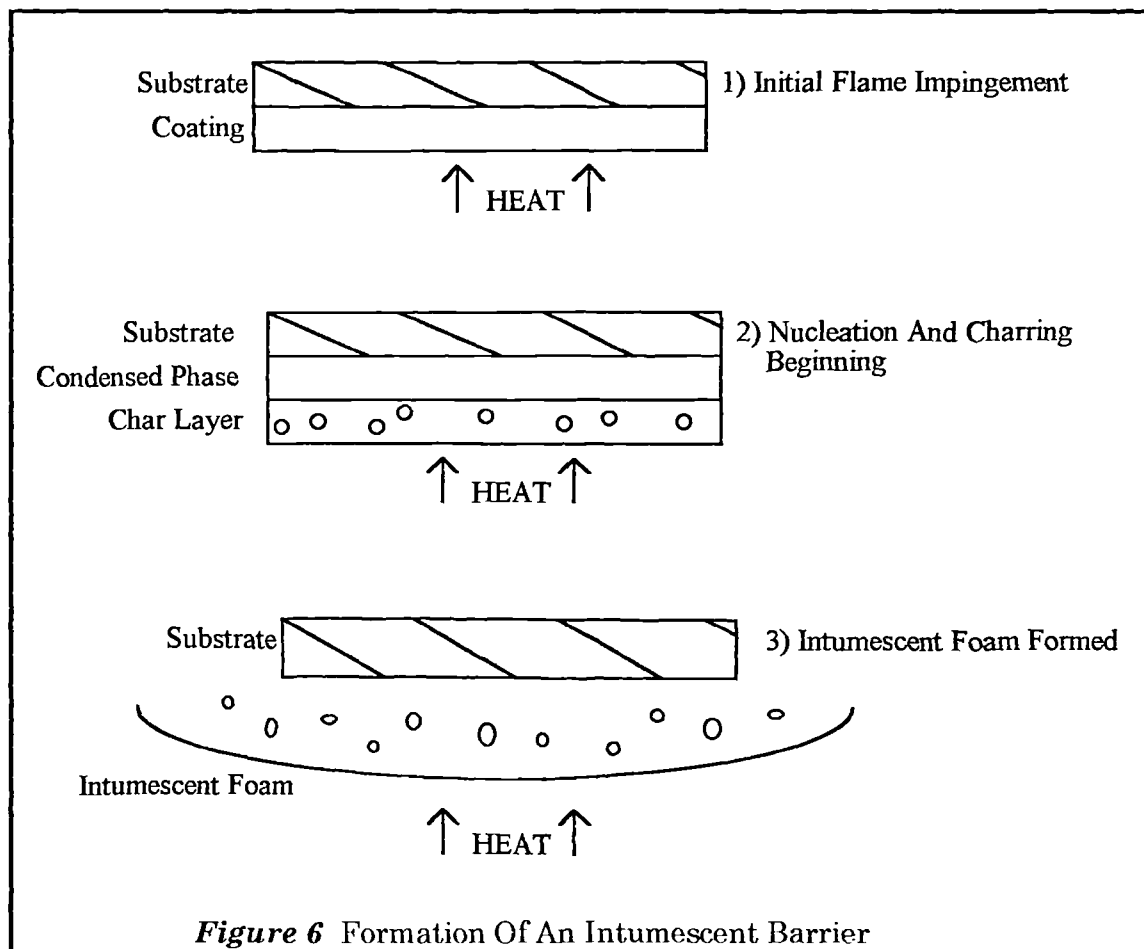 Substrate
1) Initial Flame Impingement
Coating
HEAT
Substrate
2) Nucleation And Charring
Beginning
Condensed Phase
Char Layer
HEAT
Substrate
3) Intumescent Foam Formed
Intumescent Foam
HEAT
Figure 6 Formation Of An Intumescent Barrier